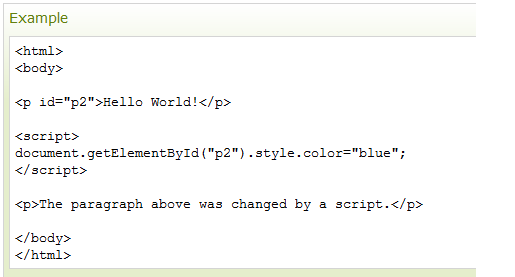 Example
<html>
<body>
<p id="p2">Hello World!</p>
<script>
document.getElementById("p2").style.color="blue";
</script>
<p>The paragraph above was changed by a script.</p>
</body>
</html>